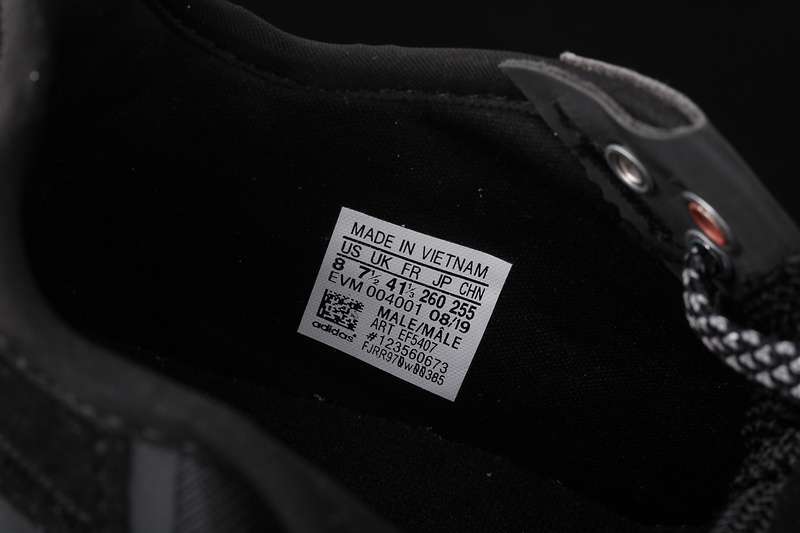 MADE IN VIETNAM
US UK FR JP CHN
8 7½ 41⅓ 260 255
EVM 004001 08/19
MALE/MÂLE
ART EF5407
#123560673
adidas